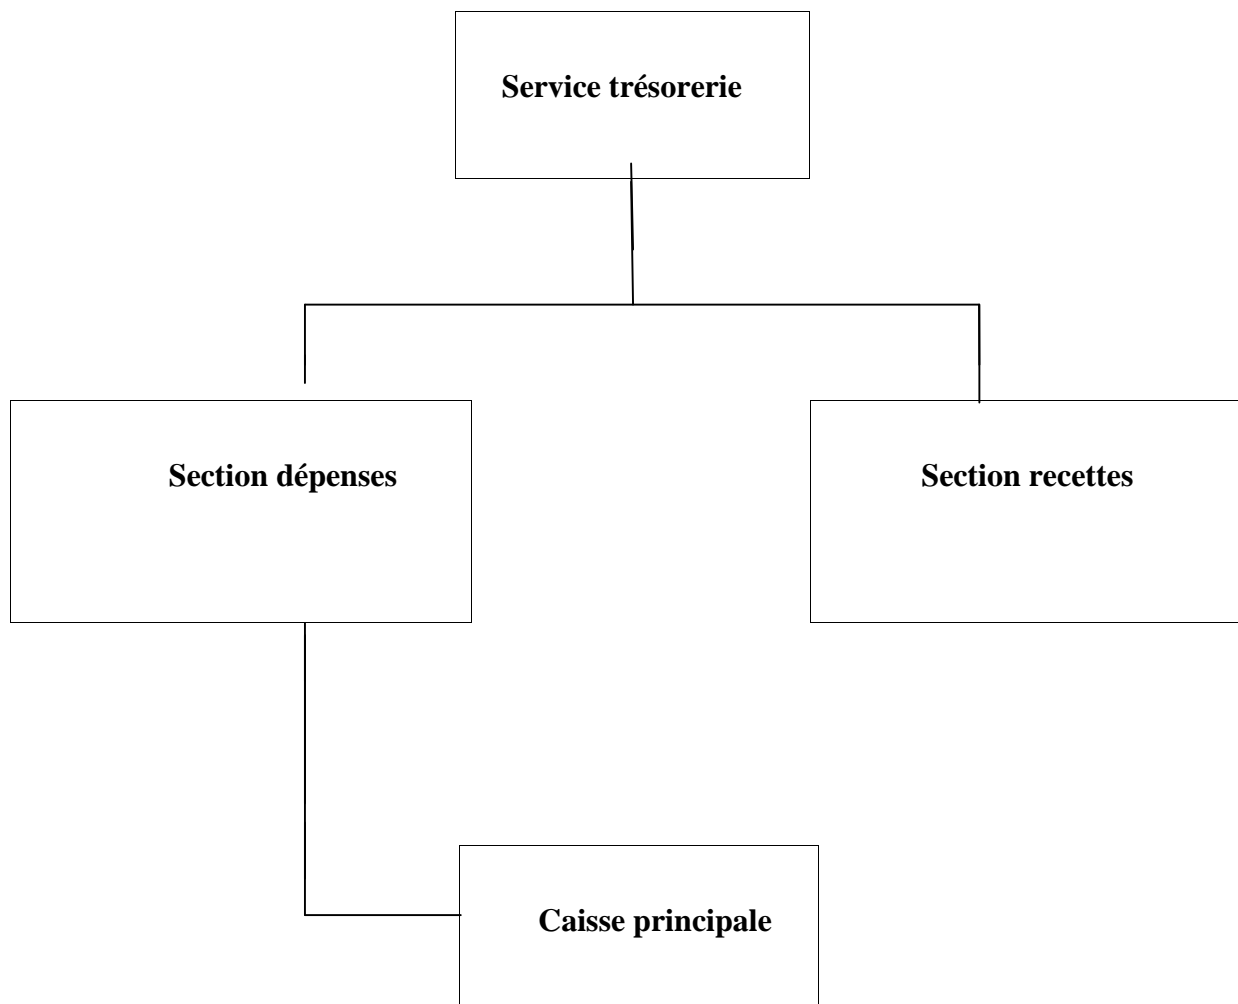 Service trésorerie
Section dépenses
Section recettes
Caisse principale